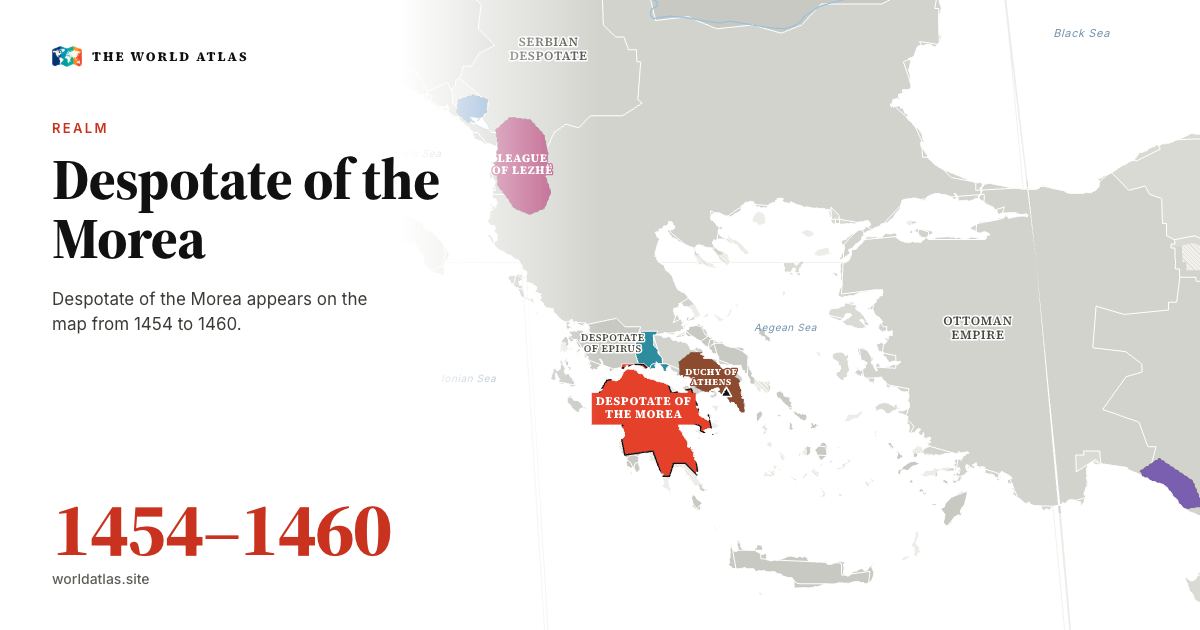 THE WORLD ATLAS
REALM
Despotate of the
Morea
Despotate of the Morea appears on the
map from 1454 to 1460.
1454–1460
worldatlas.site
SERBIAN
DESPOTATE
Black Sea
LEAGUE
OF LEZHË
Sea
DESPOTATE
OF EPIRUS
Aegean Sea
OTTOMAN
EMPIRE
DUCHY OF
ATHENS
Ionian Sea
DESPOTATE OF
THE MOREA